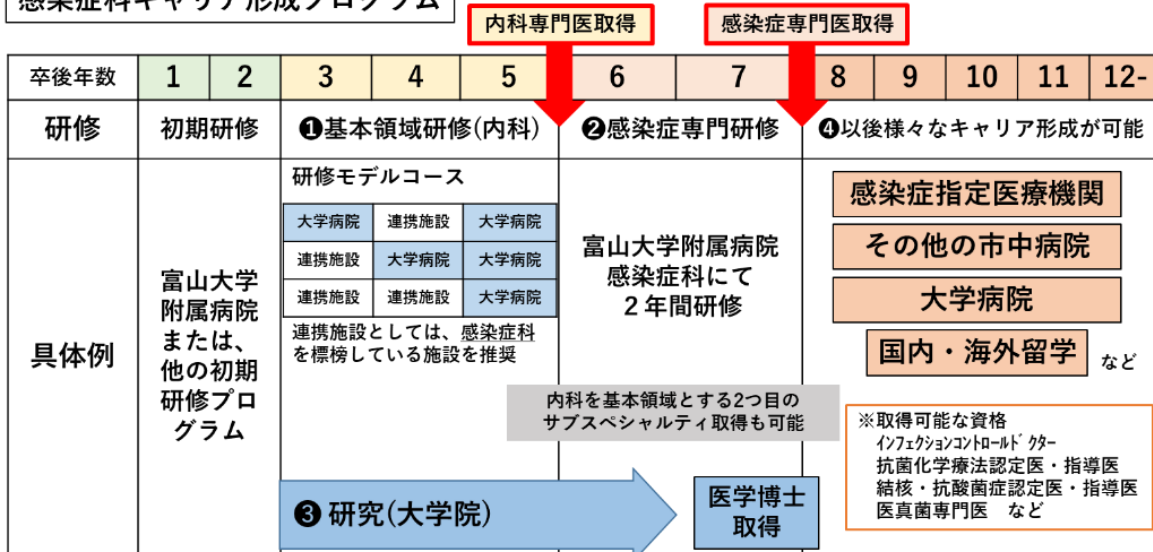 感染症科キャリア形成プログラム
内科専門医取得
感染症専門医取得
卒後年数 1 2 3 4 5 6 7 8 9 10 11 12-
研修 初期研修 ❶基本領域研修(内科) ❷感染症専門研修 ❹以後様々なキャリア形成が可能
具体例
富山大学
附属病院
または、
他の初期
研修プロ
グラム
研修モデルコース
大学病院 連携施設 大学病院
連携施設 大学病院 大学病院
連携施設 連携施設 大学病院
連携施設としては、感染症科
を標榜している施設を推奨
富山大学附属病院
感染症科にて
2年間研修
内科を基本領域とする2つ目の
サブスペシャルティ取得も可能
❸ 研究(大学院)
医学博士
取得
感染症指定医療機関
その他の市中病院
大学病院
国内・海外留学 など
※取得可能な資格
インフェクションコントロールドクター
抗菌化学療法認定医・指導医
結核・抗酸菌症認定医・指導医
医真菌専門医 など